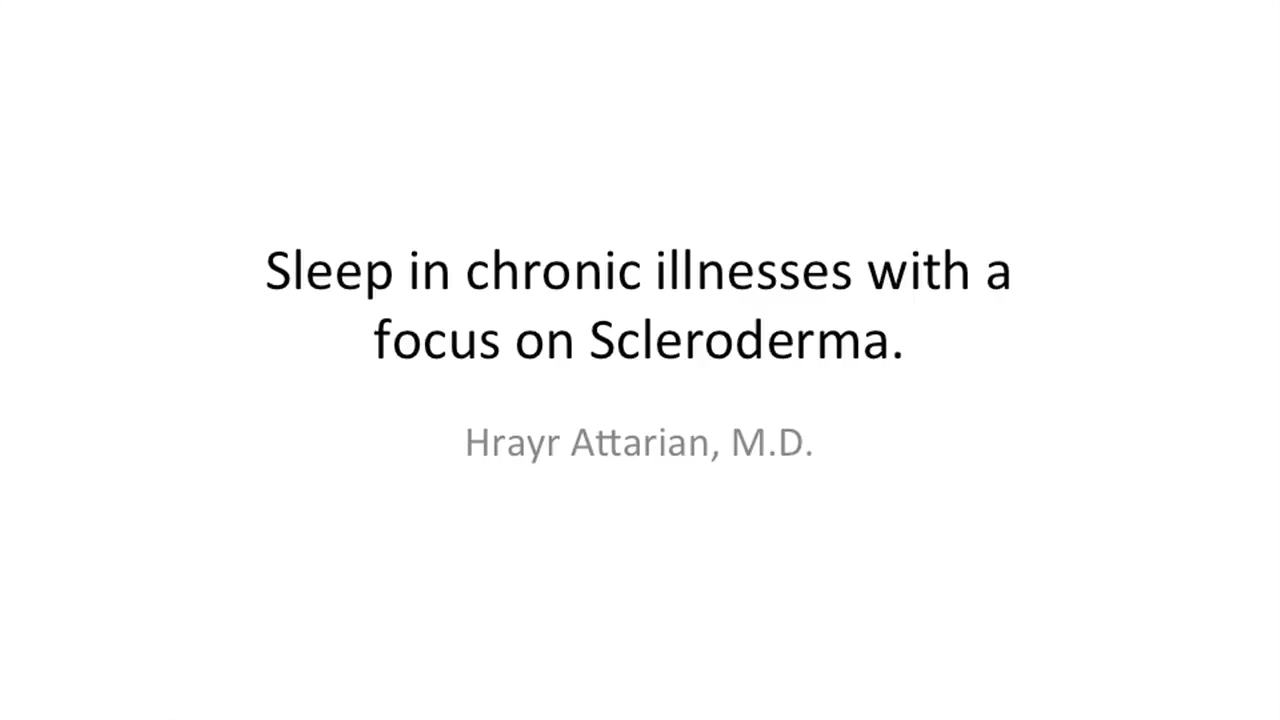 Sleep in chronic illnesses with a
focus on Scleroderma.
Hrayr Attarian, M.D.